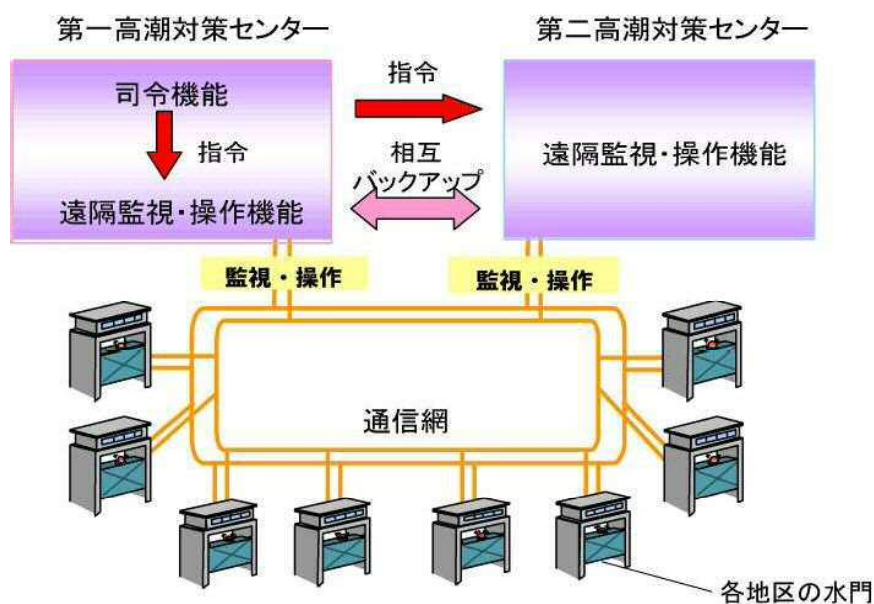 第一高潮対策センター
第二高潮対策センター
司令機能
指令
遠隔監視・操作機能
指令
相互
バックアップ
遠隔監視・操作機能
監視・操作
監視・操作
通信網
各地区の水門